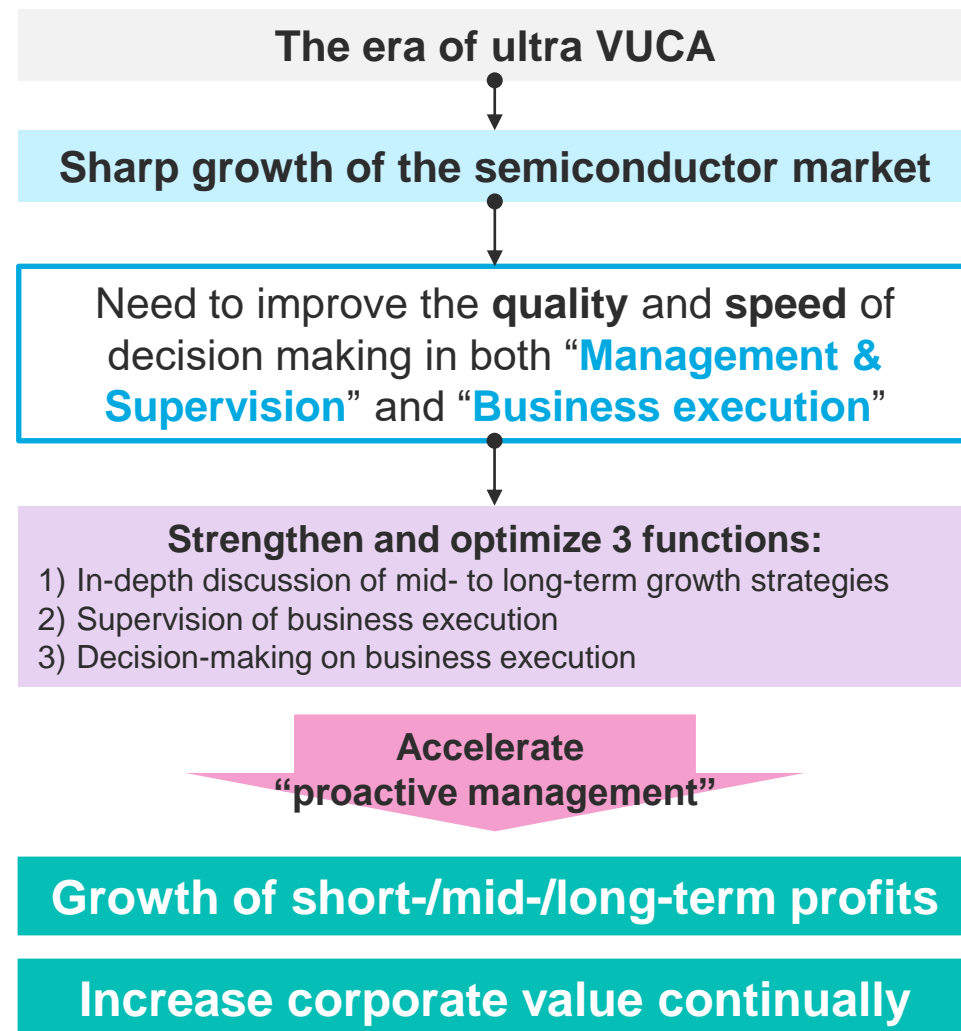 The era of ultra VUCA
Sharp growth of the semiconductor market
Need to improve the quality and speed of
decision making in both “Management &
Supervision” and “Business execution”
Strengthen and optimize 3 functions:
1) In-depth discussion of mid- to long-term growth strategies
2) Supervision of business execution
3) Decision-making on business execution
Accelerate
“proactive management”
Growth of short-/mid-/long-term profits
Increase corporate value continually